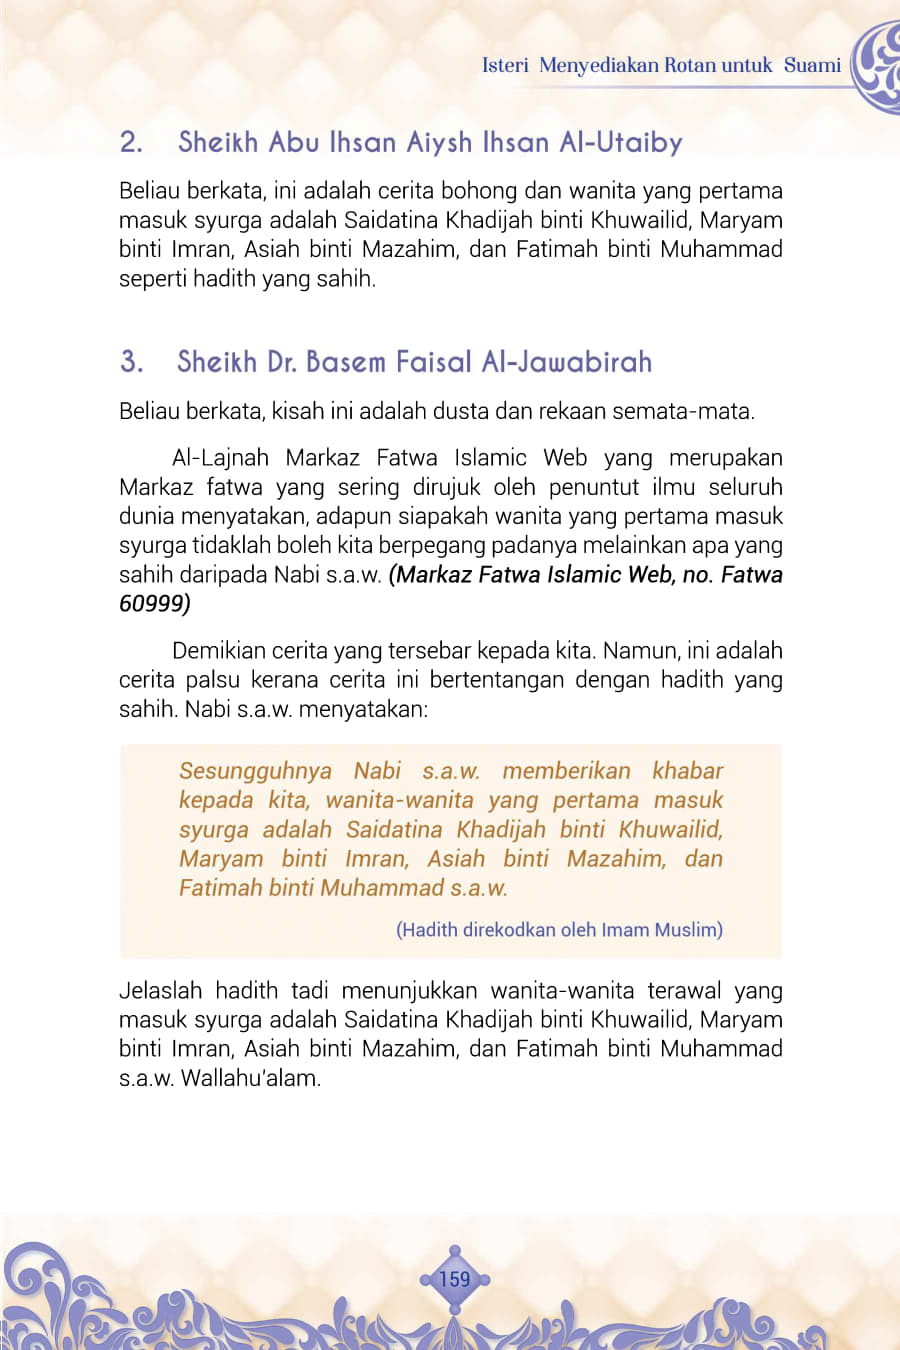 Isteri Menyediakan Rotan untuk Suami
2. Sheikh Abu Ihsan Aiysh Ihsan Al-Utaiby
Beliau berkata, ini adalah cerita bohong dan wanita yang pertama
masuk syurga adalah Saidatina Khadijah binti Khuwailid, Maryam
binti Imran, Asiah binti Mazahim, dan Fatimah binti Muhammad
seperti hadith yang sahih.
3. Sheikh Dr. Basem Faisal Al-Jawabirah
Beliau berkata, kisah ini adalah dusta dan rekaan semata-mata.
Al-Lajnah Markaz Fatwa Islamic Web yang merupakan
Markaz fatwa yang sering dirujuk oleh penuntut ilmu seluruh
dunia menyatakan, adapun siapakah wanita yang pertama masuk
syurga tidaklah boleh kita berpegang padanya melainkan apa yang
sahih daripada Nabi s.a.w. (Markaz Fatwa Islamic Web, no. Fatwa
60999)
Demikian cerita yang tersebar kepada kita. Namun, ini adalah
cerita palsu kerana cerita ini bertentangan dengan hadith yang
sahih. Nabi s.a.w. menyatakan:
Sesungguhnya Nabi s.a.w. memberikan khabar
kepada kita, wanita-wanita yang pertama masuk
syurga adalah Saidatina Khadijah binti Khuwailid,
Maryam binti Imran, Asiah binti Mazahim, dan
Fatimah binti Muhammad s.a.w.
(Hadith direkodkan oleh Imam Muslim)
Jelaslah hadith tadi menunjukkan wanita-wanita terawal yang
masuk syurga adalah Saidatina Khadijah binti Khuwailid, Maryam
binti Imran, Asiah binti Mazahim, dan Fatimah binti Muhammad
s.a.w. Wallahu’alam.
159